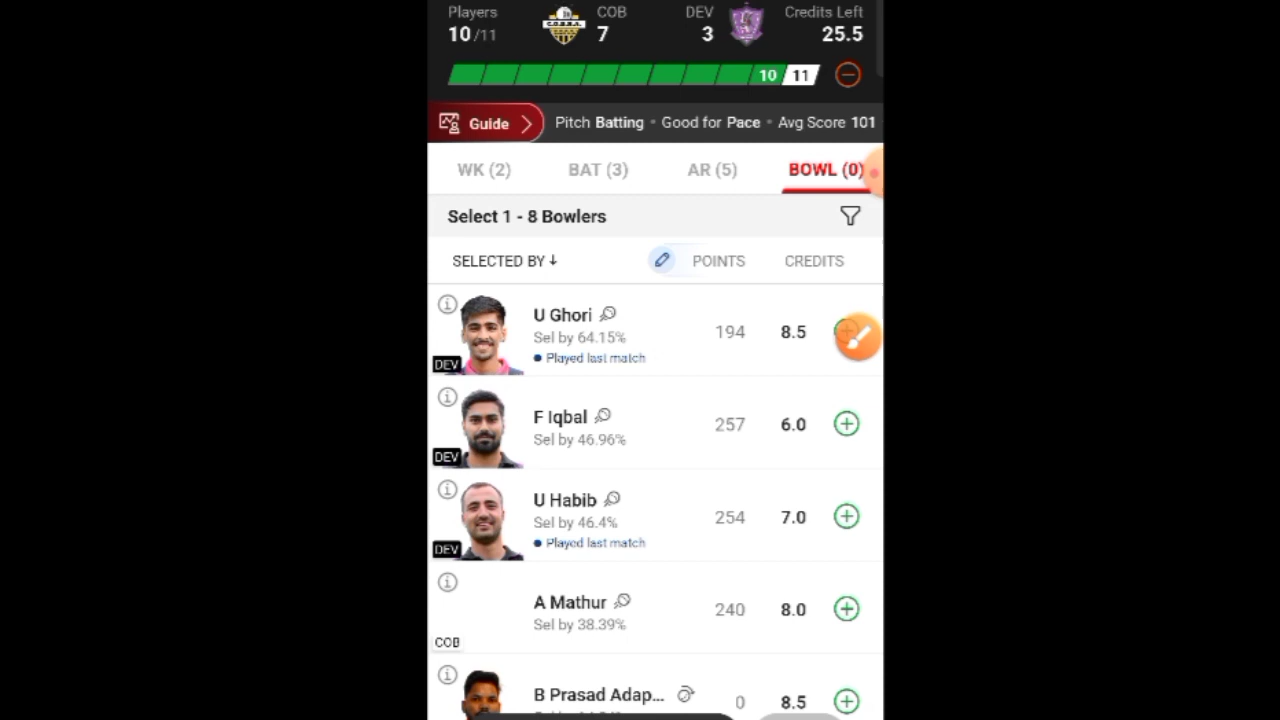 Players COB DEV Credits Left
10/11 7 3 25.5
10 11
Guide Pitch Batting • Good for Pace • Avg Score 101
WK (2) BAT (3) AR (5) BOWL (0)
Select 1 - 8 Bowlers
SELECTED BY ↓ POINTS CREDITS
U Ghori
Sel by 64.15%
• Played last match
194 8.5
DEV
F Iqbal
Sel by 46.96%
257 6.0
DEV
U Habib
Sel by 46.4%
• Played last match
254 7.0
DEV
A Mathur
Sel by 38.39%
240 8.0
COB
B Prasad Adap...
0 8.5